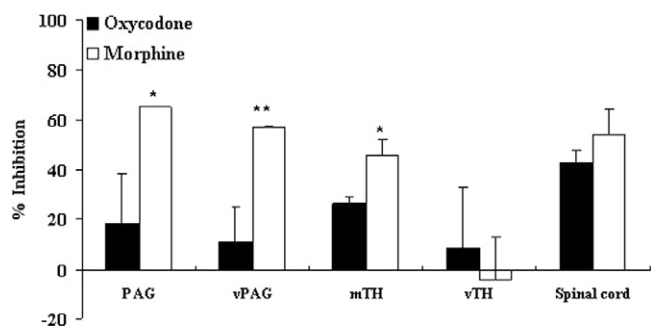 100
80
60
40
20
0
-20
% Inhibition
Oxycodone
Morphine
*
**
*
PAG
vPAG
mTH
vTH
Spinal cord